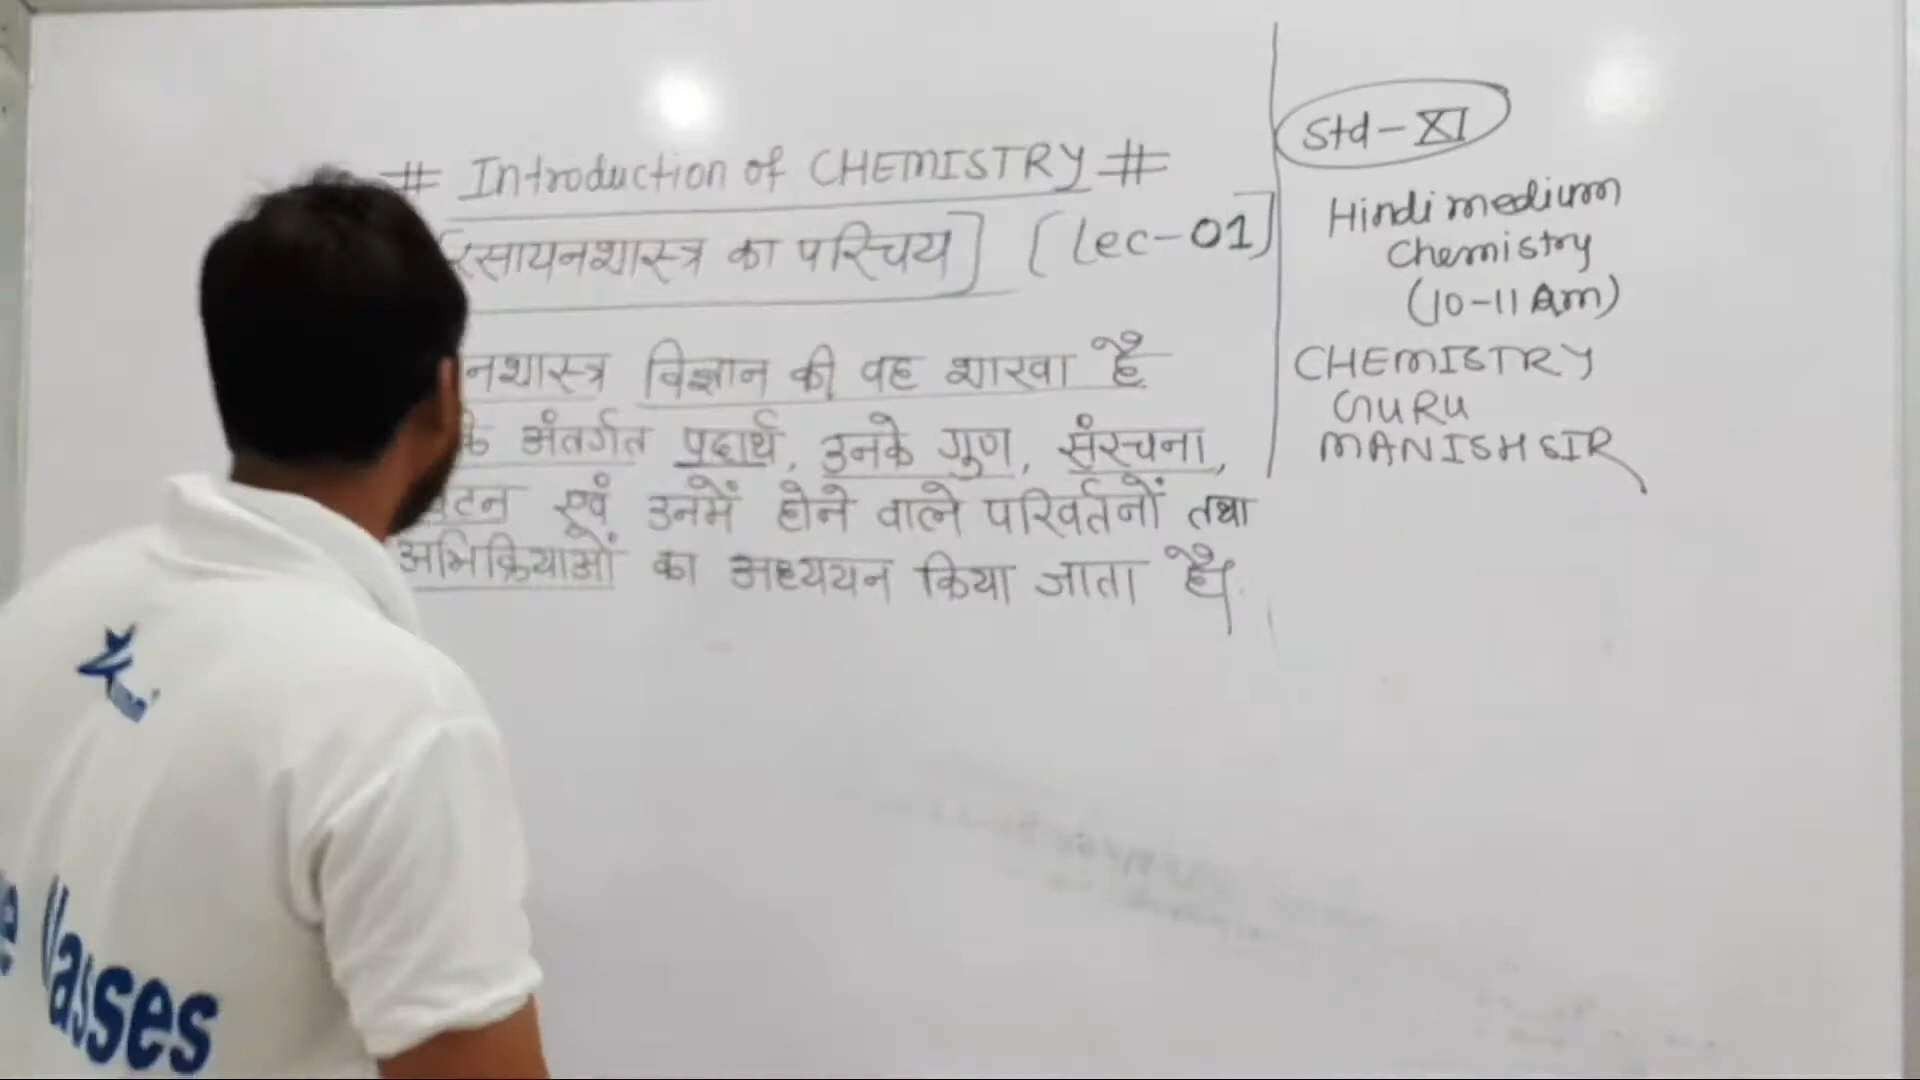 # Introduction of CHEMISTRY #
रसायनशास्त्र का परिचय] [Lec-01]
नशास्त्र विज्ञान की वह शाखा है
के अंतर्गत पदार्थ, उनके गुण, संरचना,
एवं उनमें होने वाले परिवर्तनों तथा
अभिक्रियाओं का अध्ययन किया जाता है।
Std-XI
Hindi medium
Chemistry
(10-11 Am)
CHEMISTRY
GURU
MANISH SIR
asses